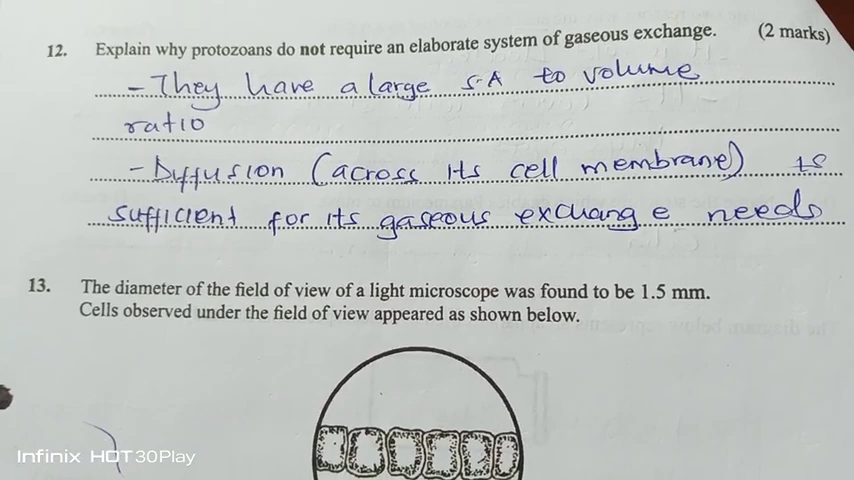 12. Explain why protozoans do not require an elaborate system of gaseous exchange. (2 marks)
- They have a large S.A to volume
ratio
- Diffusion (across its cell membrane) is
sufficient for its gaseous exchange needs
13. The diameter of the field of view of a light microscope was found to be 1.5 mm.
Cells observed under the field of view appeared as shown below.
Infinix HOT 30Play